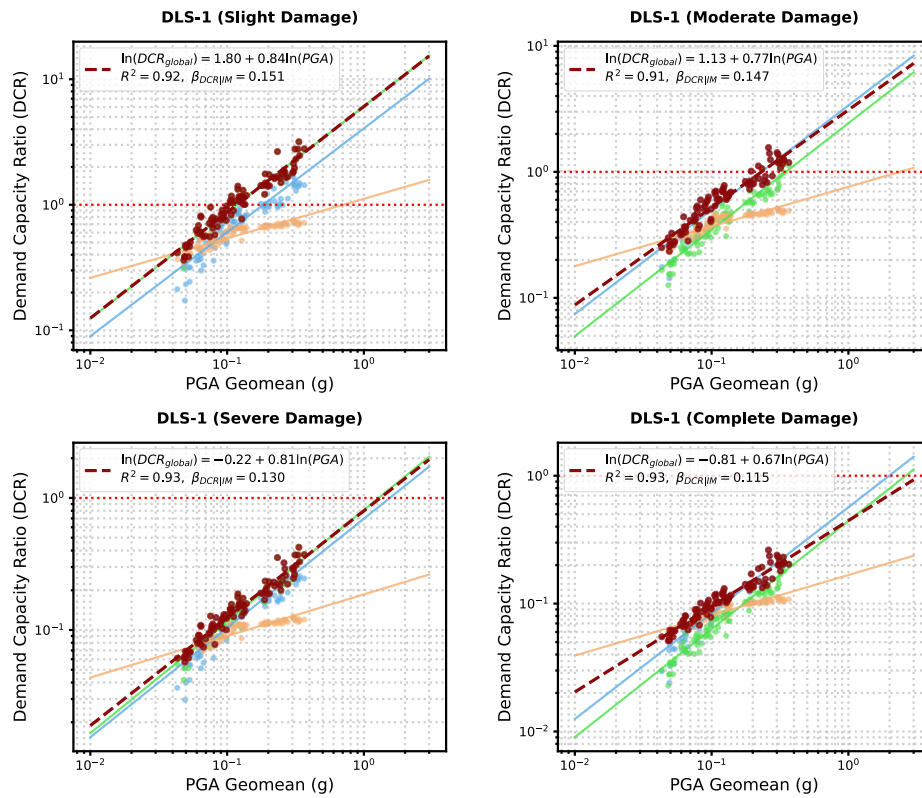 DLS-1 (Slight Damage)
ln(DCR_global) = 1.80 + 0.84ln(PGA)
R² = 0.92, β_DCR|IM = 0.151
Demand Capacity Ratio (DCR)
10¹
10⁰
10⁻¹
10⁻² 10⁻¹ 10⁰
PGA Geomean (g)
DLS-1 (Moderate Damage)
ln(DCR_global) = 1.13 + 0.77ln(PGA)
R² = 0.91, β_DCR|IM = 0.147
Demand Capacity Ratio (DCR)
10¹
10⁰
10⁻¹
10⁻² 10⁻¹ 10⁰
PGA Geomean (g)
DLS-1 (Severe Damage)
ln(DCR_global) = −0.22 + 0.81ln(PGA)
R² = 0.93, β_DCR|IM = 0.130
Demand Capacity Ratio (DCR)
10⁰
10⁻¹
10⁻² 10⁻¹ 10⁰
PGA Geomean (g)
DLS-1 (Complete Damage)
ln(DCR_global) = −0.81 + 0.67ln(PGA)
R² = 0.93, β_DCR|IM = 0.115
Demand Capacity Ratio (DCR)
10⁰
10⁻¹
10⁻²
10⁻² 10⁻¹ 10⁰
PGA Geomean (g)